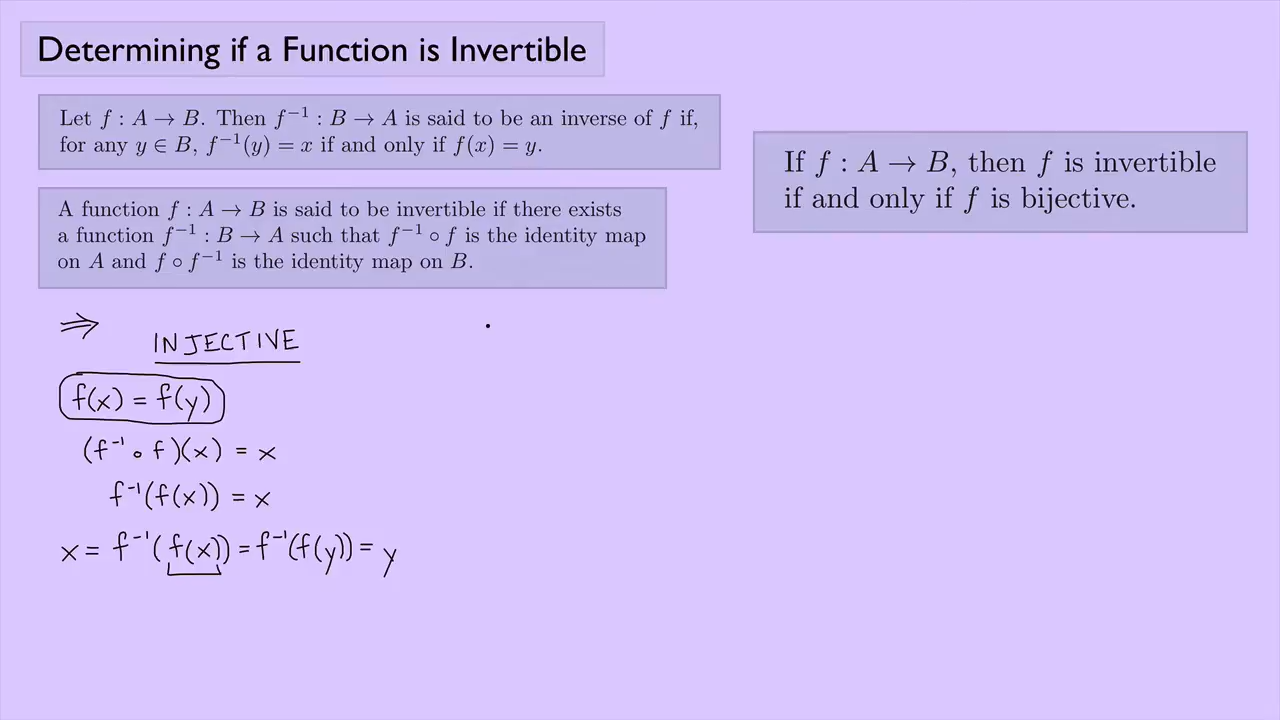 Determining if a Function is Invertible
Let f : A → B. Then f⁻¹ : B → A is said to be an inverse of f if,
for any y ∈ B, f⁻¹(y) = x if and only if f(x) = y.
A function f : A → B is said to be invertible if there exists
a function f⁻¹ : B → A such that f⁻¹ ∘ f is the identity map
on A and f ∘ f⁻¹ is the identity map on B.
If f : A → B, then f is invertible
if and only if f is bijective.
⇒
INJECTIVE
f(x) = f(y)
(f⁻¹ ∘ f)(x) = x
f⁻¹(f(x)) = x
x = f⁻¹(f(x)) = f⁻¹(f(y)) = y